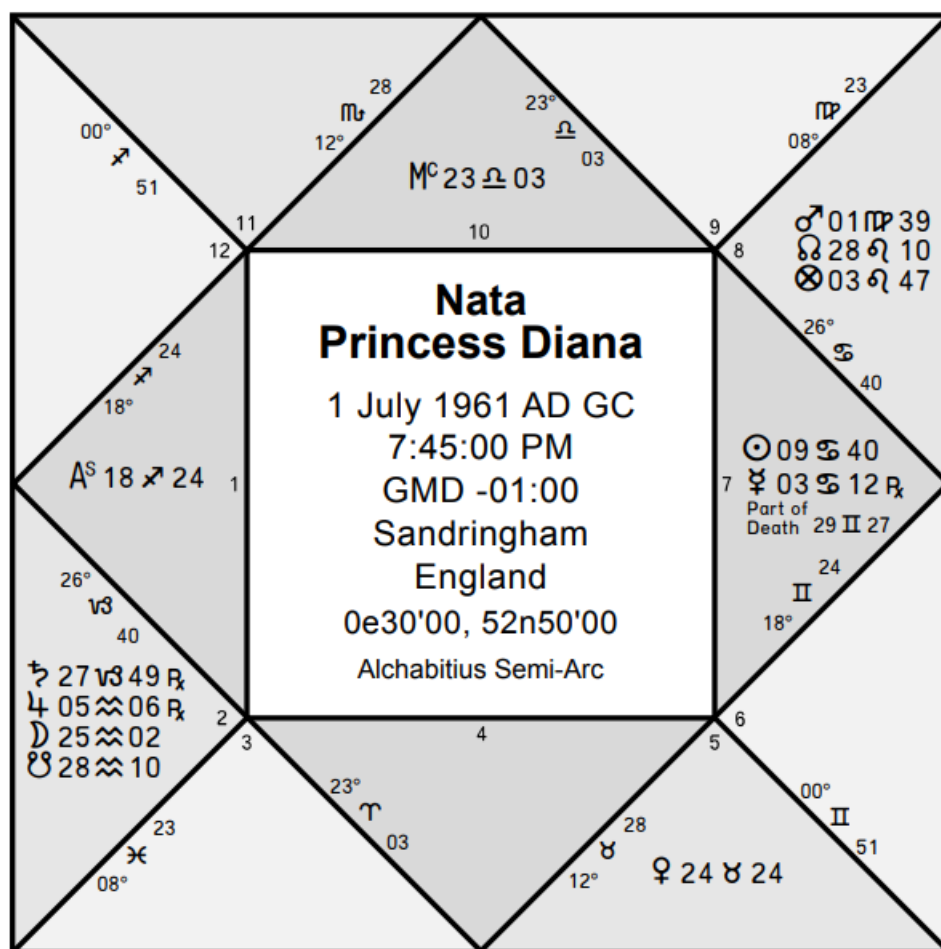 28
♏
12°
23°
♎
03
23
♍
08°
00°
♐
51
M^C 23 ♎ 03
11
12
10
9
8
♂ 01 ♍ 39
☊ 28 ♌ 10
⊗ 03 ♌ 47
Nata
Princess Diana
1 July 1961 AD GC
7:45:00 PM
GMD -01:00
Sandringham
England
0e30'00, 52n50'00
Alchabitius Semi-Arc
26°
♋
40
24
♐
18°
A^S 18 ♐ 24
1
7
☉ 09 ♋ 40
☿ 03 ♋ 12 ℞
Part of
Death 29 ♊ 27
24
♊
18°
26°
♑
40
♄ 27 ♑ 49 ℞
♃ 05 ♒ 06 ℞
☽ 25 ♒ 02
☋ 28 ♒ 10
2
3
4
6
5
23°
♈
03
23
♓
08°
28
♉
12°
♀ 24 ♉ 24
00°
♊
51